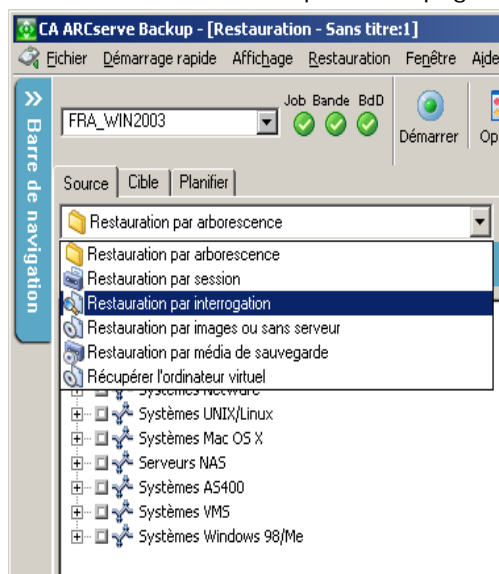 CA ARCserve Backup - [Restauration - Sans titre:1]
Fichier Démarrage rapide Affichage Restauration Fenêtre Aide
Barre de navigation
FRA_WIN2003
Job Bande BdD
Démarrer
Source Cible Planifier
Restauration par arborescence
Restauration par arborescence
Restauration par session
Restauration par interrogation
Restauration par images ou sans serveur
Restauration par média de sauvegarde
Récupérer l'ordinateur virtuel
Systèmes UNIX/Linux
Systèmes Mac OS X
Serveurs NAS
Systèmes AS400
Systèmes VMS
Systèmes Windows 98/Me